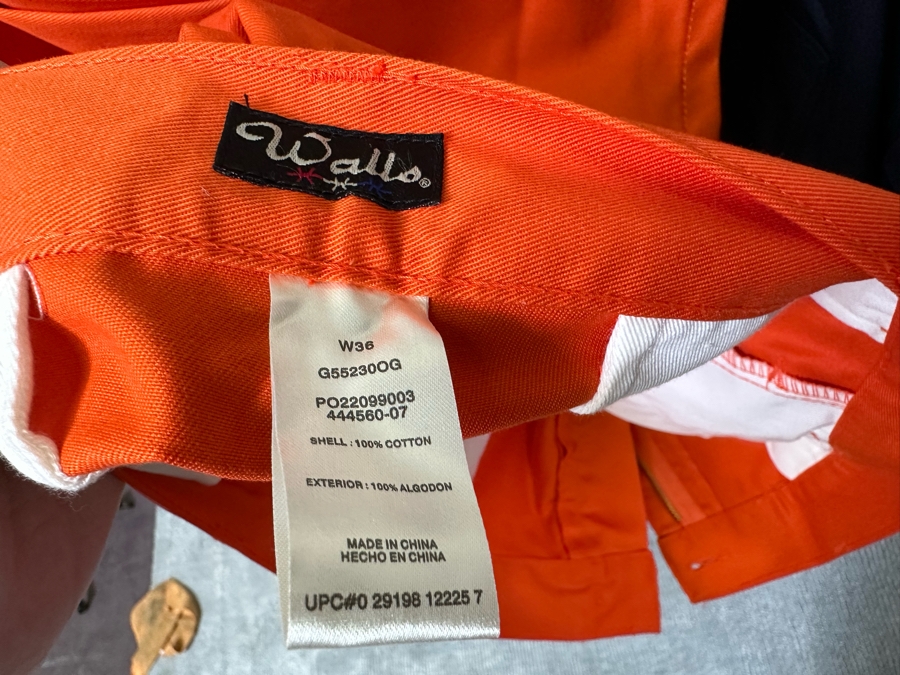 Walls®
W36
G55230OG
PO22099003
444560-07
SHELL : 100% COTTON
EXTERIOR : 100% ALGODON
MADE IN CHINA
HECHO EN CHINA
UPC#0 29198 12225 7